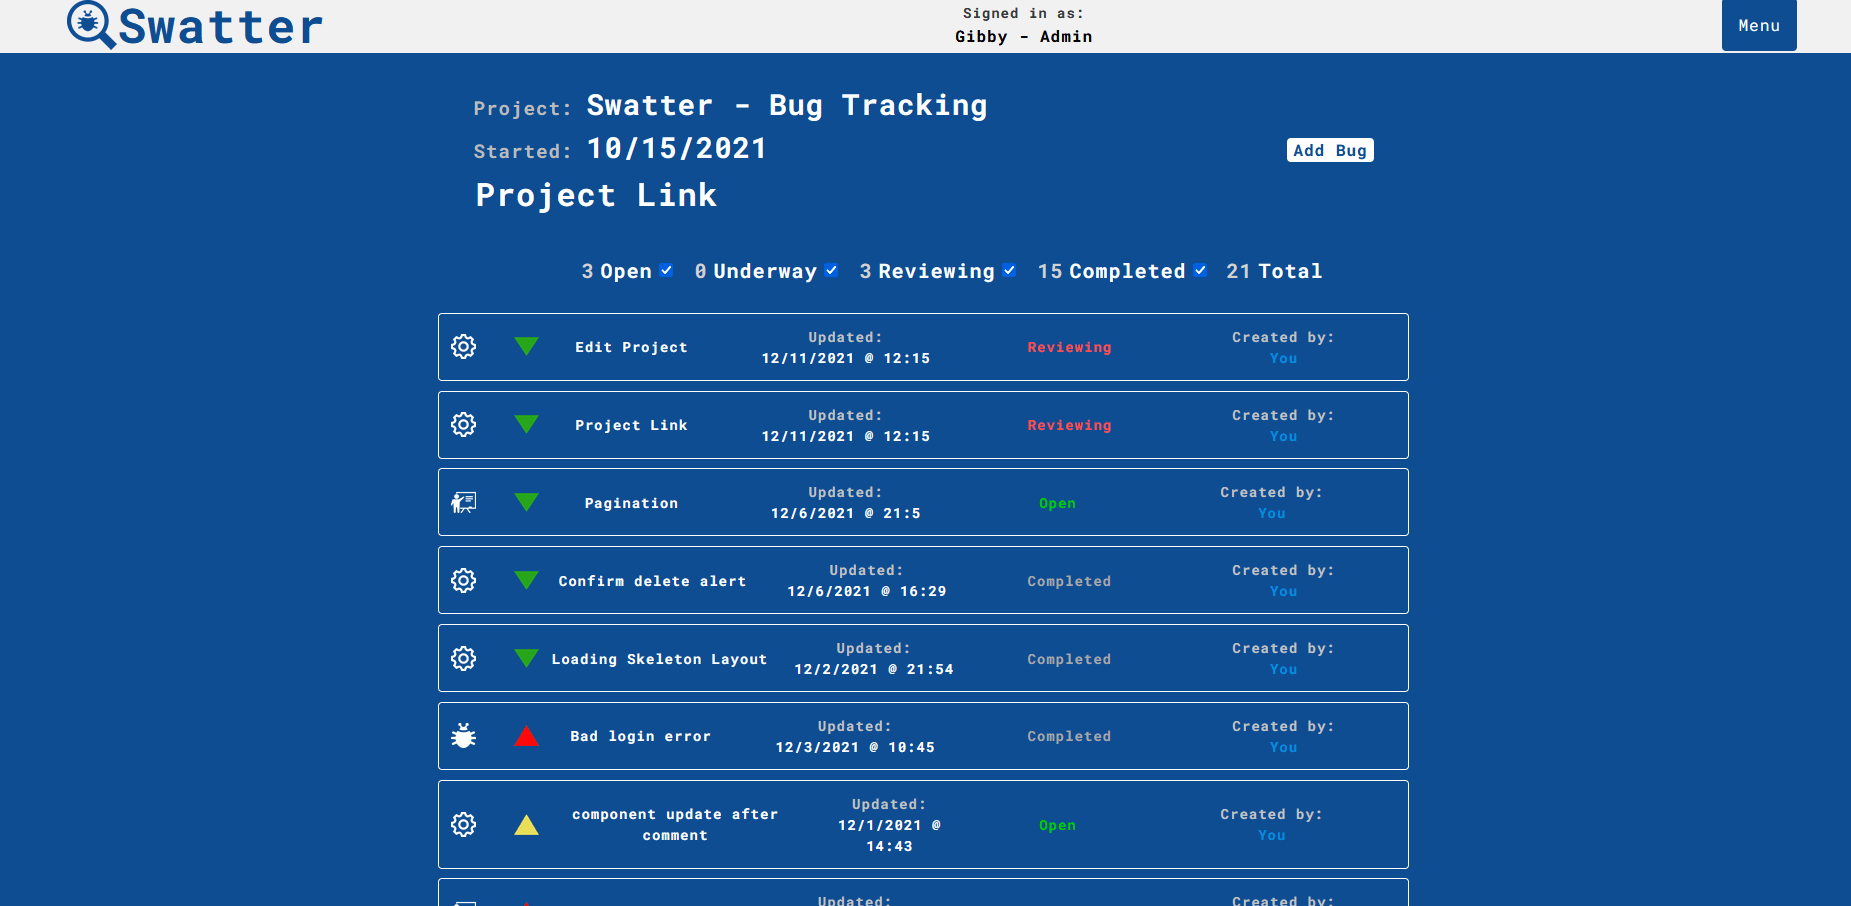 Swatter
Signed in as:
Gibby - Admin
Menu
Project: Swatter - Bug Tracking
Started: 10/15/2021
Add Bug
Project Link
3 Open 0 Underway 3 Reviewing 15 Completed 21 Total
Edit Project
Updated:
12/11/2021 @ 12:15
Reviewing
Created by:
You
Project Link
Updated:
12/11/2021 @ 12:15
Reviewing
Created by:
You
Pagination
Updated:
12/6/2021 @ 21:5
Open
Created by:
You
Confirm delete alert
Updated:
12/6/2021 @ 16:29
Completed
Created by:
You
Loading Skeleton Layout
Updated:
12/2/2021 @ 21:54
Completed
Created by:
You
Bad login error
Updated:
12/3/2021 @ 10:45
Completed
Created by:
You
component update after
comment
Updated:
12/1/2021 @
14:43
Open
Created by:
You
Updated:
Created by: